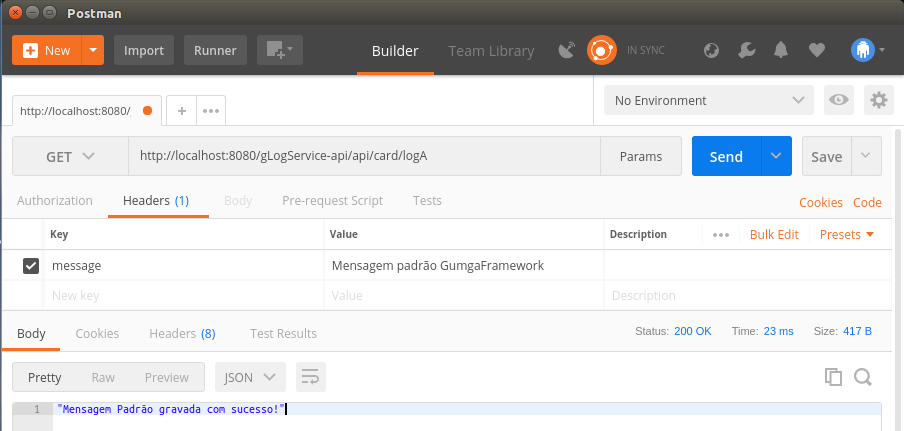 Postman
New Import Runner Builder Team Library IN SYNC
http://localhost:8080/ + ••• No Environment
GET http://localhost:8080/gLogService-api/api/card/logA Params Send Save
Authorization Headers (1) Body Pre-request Script Tests Cookies Code
Key Value Description ••• Bulk Edit Presets
message Mensagem padrão GumgaFramework
New key Value Description
Body Cookies Headers (8) Test Results Status: 200 OK Time: 23 ms Size: 417 B
Pretty Raw Preview JSON
1 "Mensagem Padrão gravada com sucesso!"